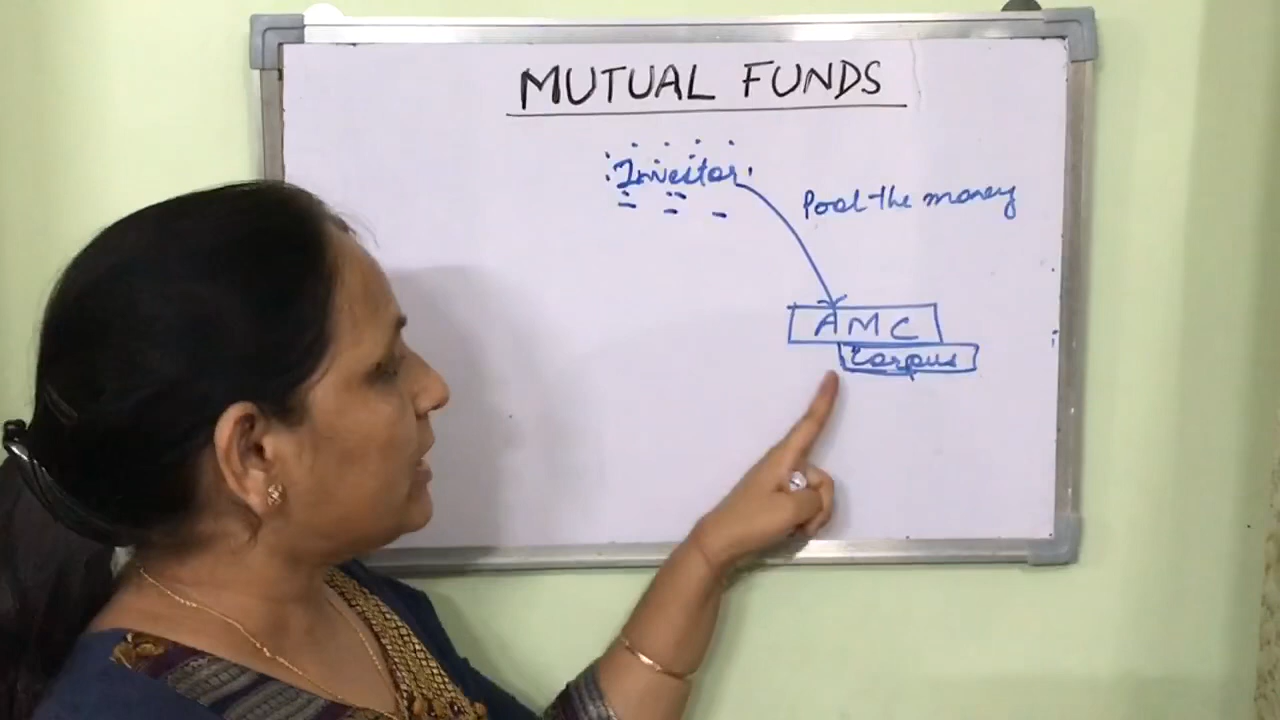 MUTUAL FUNDS
Investor
Pool the money
AMC
Corpus